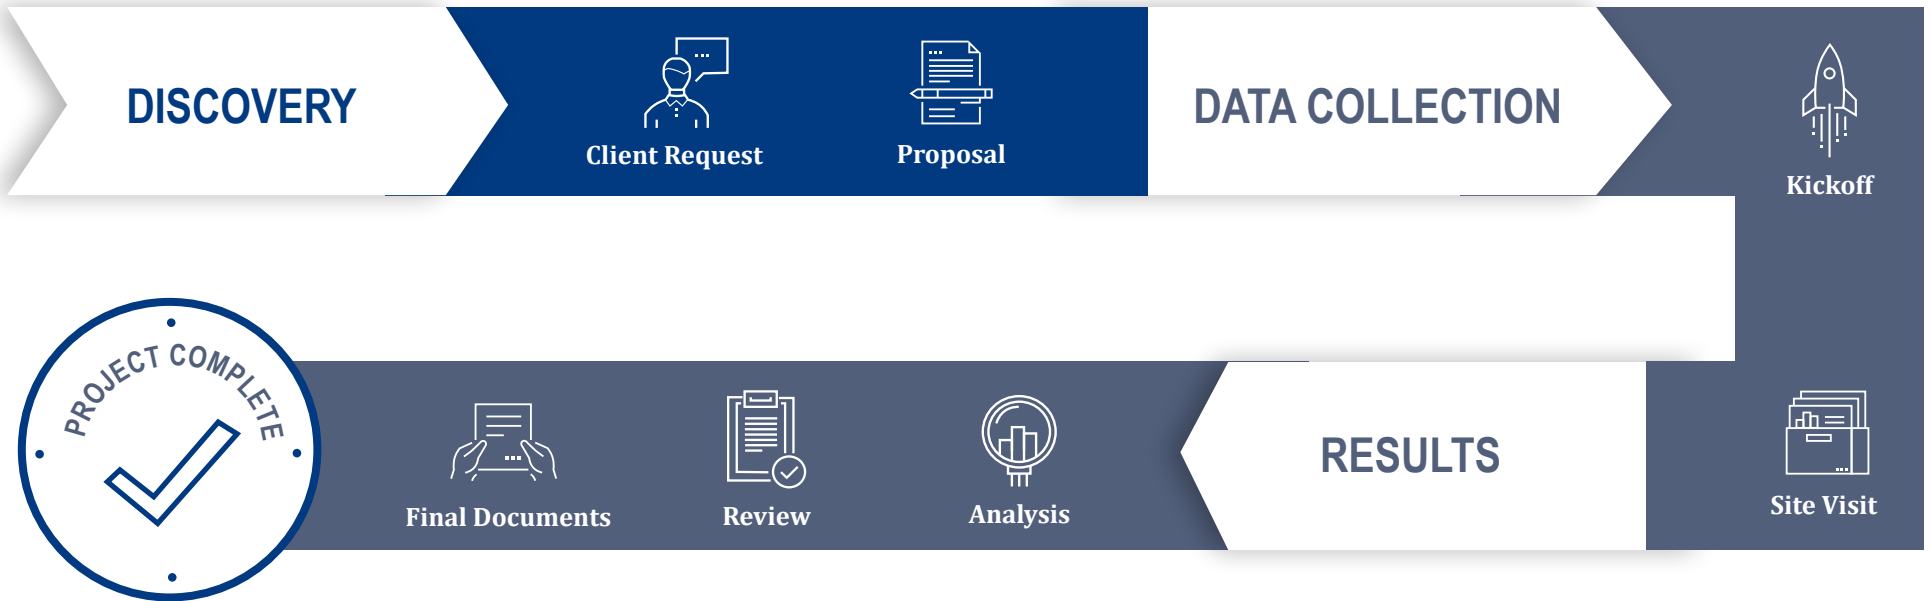 DISCOVERY
Client Request
Proposal
DATA COLLECTION
Kickoff
Site Visit
RESULTS
Analysis
Review
Final Documents
PROJECT COMPLETE